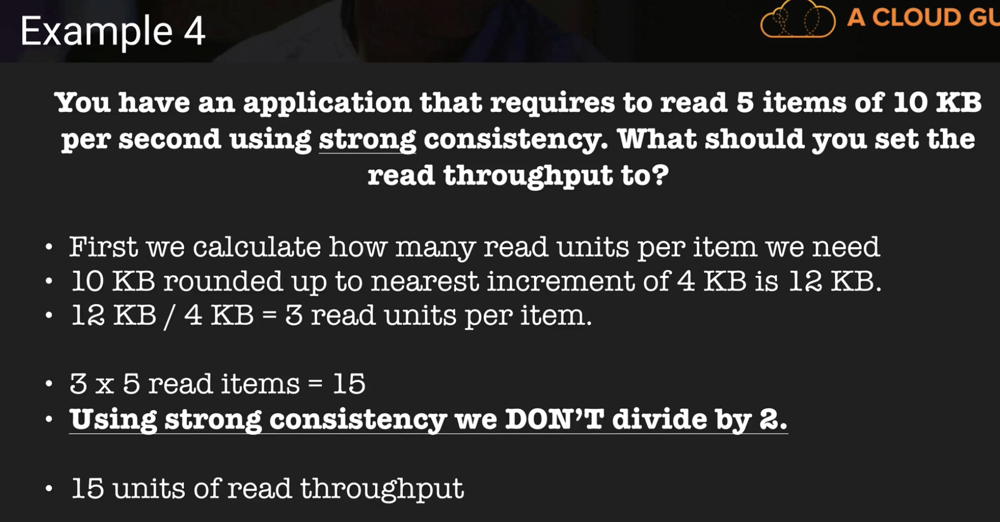 Example 4
A CLOUD GU
You have an application that requires to read 5 items of 10 KB
per second using strong consistency. What should you set the
read throughput to?
• First we calculate how many read units per item we need
• 10 KB rounded up to nearest increment of 4 KB is 12 KB.
• 12 KB / 4 KB = 3 read units per item.
• 3 x 5 read items = 15
• Using strong consistency we DON'T divide by 2.
• 15 units of read throughput